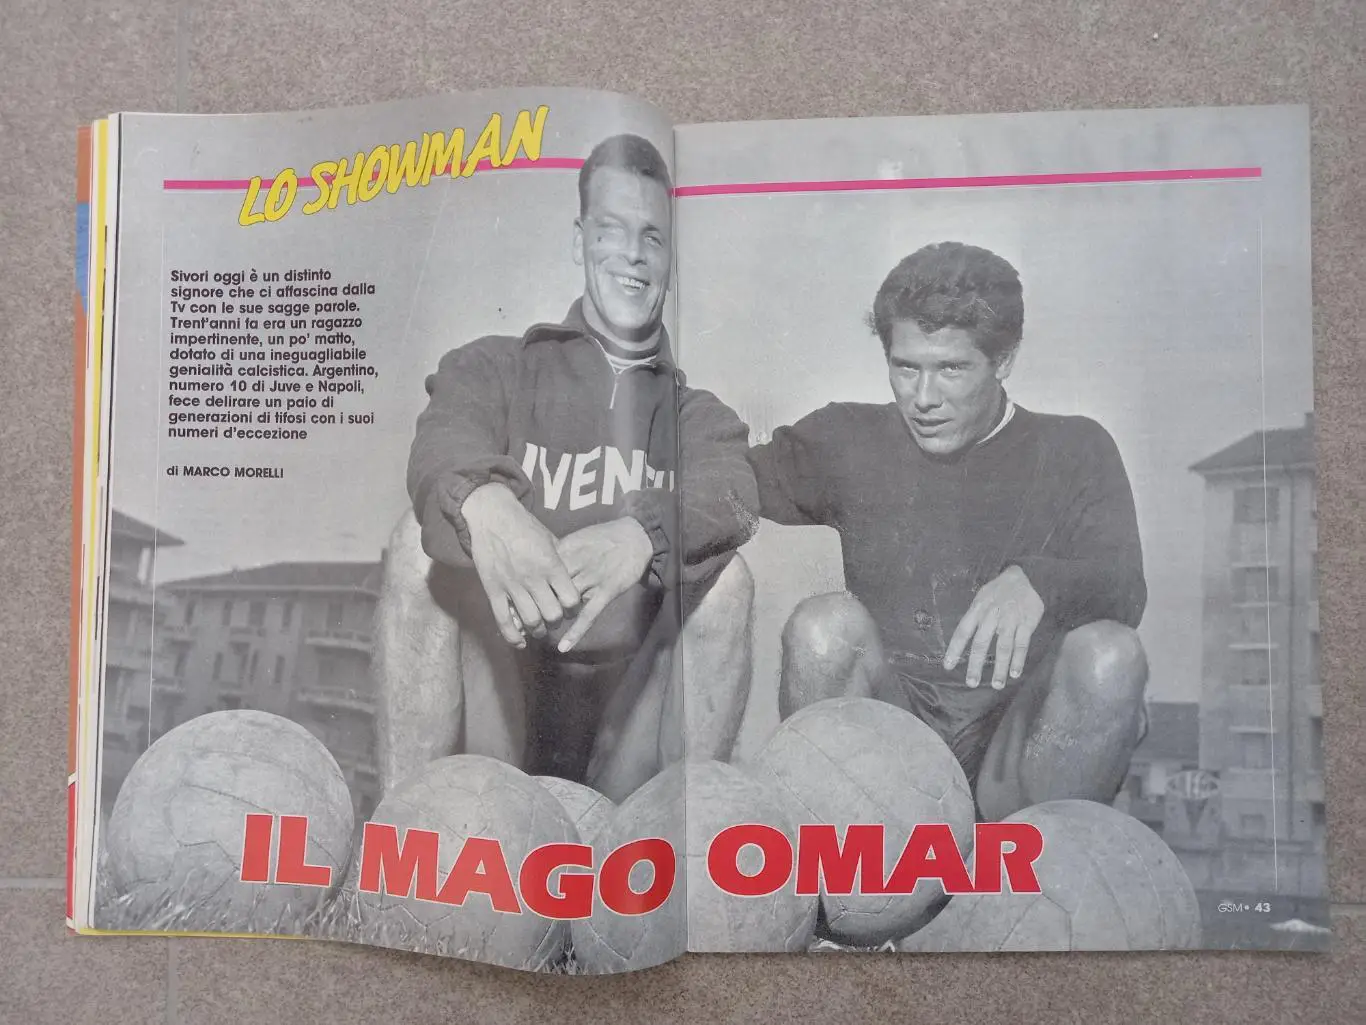 LO SHOWMAN
Sivori oggi è un distinto
signore che ci affascina dalla
Tv con le sue sagge parole.
Trent'anni fa era un ragazzo
impertinente, un po' matto,
dotato di una ineguagliabile
genialità calcistica. Argentino,
numero 10 di Juve e Napoli,
fece delirare un paio di
generazioni di tifosi con i suoi
numeri d'eccezione
di MARCO MORELLI
IL MAGO OMAR
GSM • 43